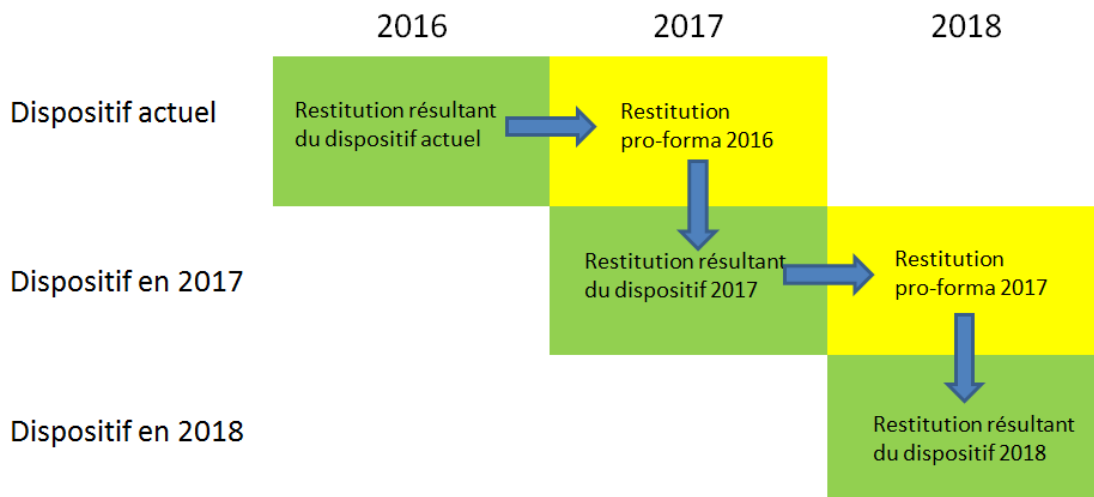 2016
2017
2018
Dispositif actuel
Restitution résultant
du dispositif actuel
Restitution
pro-forma 2016
Dispositif en 2017
Restitution résultant
du dispositif 2017
Restitution
pro-forma 2017
Dispositif en 2018
Restitution résultant
du dispositif 2018